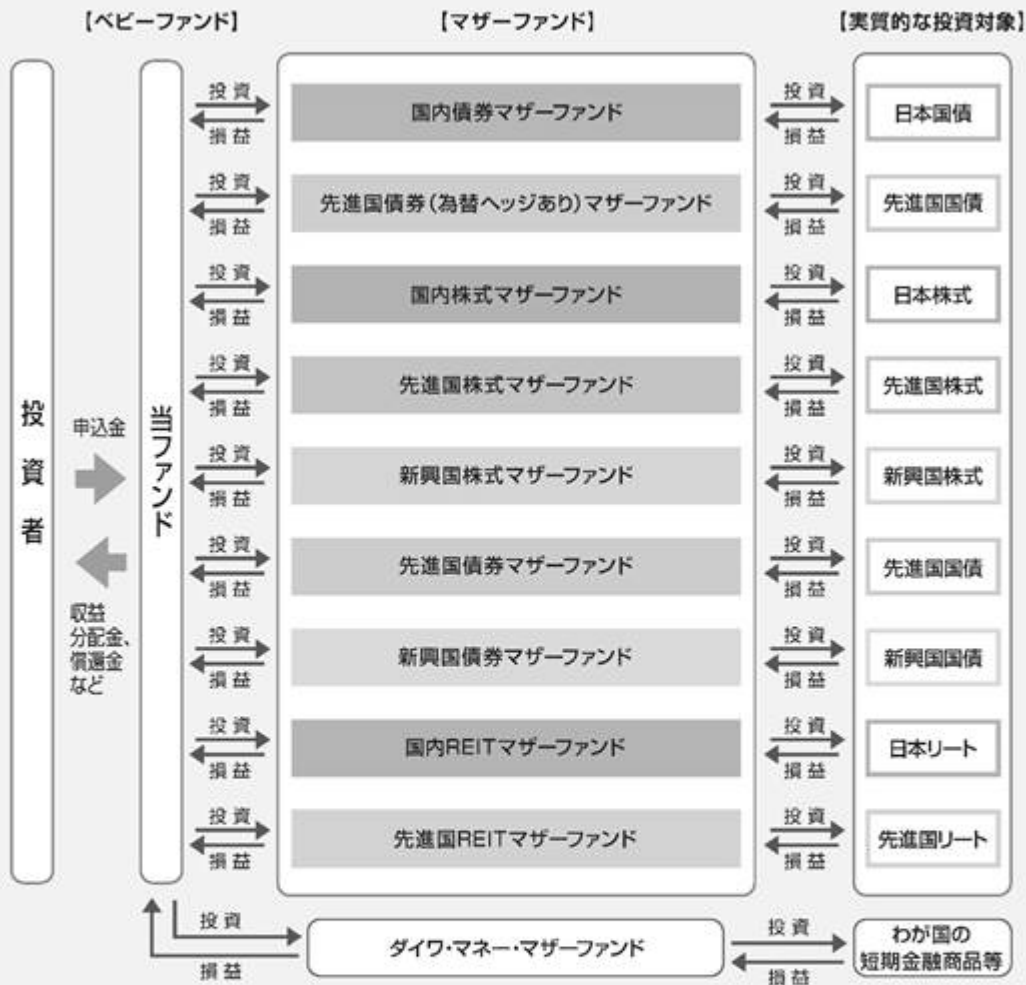 【ベビーファンド】
【マザーファンド】
【実質的な投資対象】
投資者
申込金
収益
分配金、
償還金
など
当ファンド
投資
損益
国内債券マザーファンド
投資
損益
日本国債
投資
損益
先進国債券(為替ヘッジあり)マザーファンド
投資
損益
先進国国債
投資
損益
国内株式マザーファンド
投資
損益
日本株式
投資
損益
先進国株式マザーファンド
投資
損益
先進国株式
投資
損益
新興国株式マザーファンド
投資
損益
新興国株式
投資
損益
先進国債券マザーファンド
投資
損益
先進国国債
投資
損益
新興国債券マザーファンド
投資
損益
新興国国債
投資
損益
国内REITマザーファンド
投資
損益
日本リート
投資
損益
先進国REITマザーファンド
投資
損益
先進国リート
投資
損益
ダイワ・マネー・マザーファンド
投資
損益
わが国の
短期金融商品等